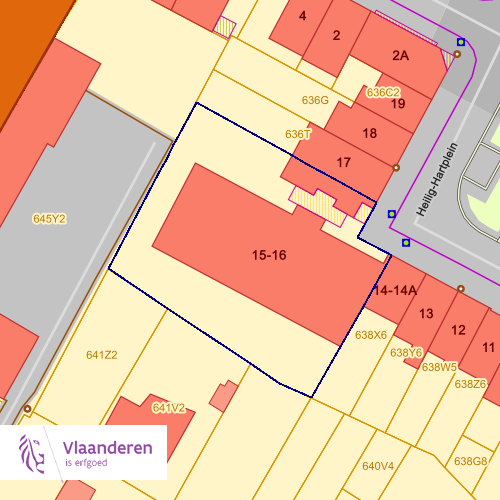 4
2
2A
636C2
636G
19
636T
18
17
Heilig-Hartplein
645Y2
15-16
14-14A
13
12
11
638X6
638Y6
638W5
638Z6
641Z2
641V2
640V4
638G8
Vlaanderen
is erfgoed